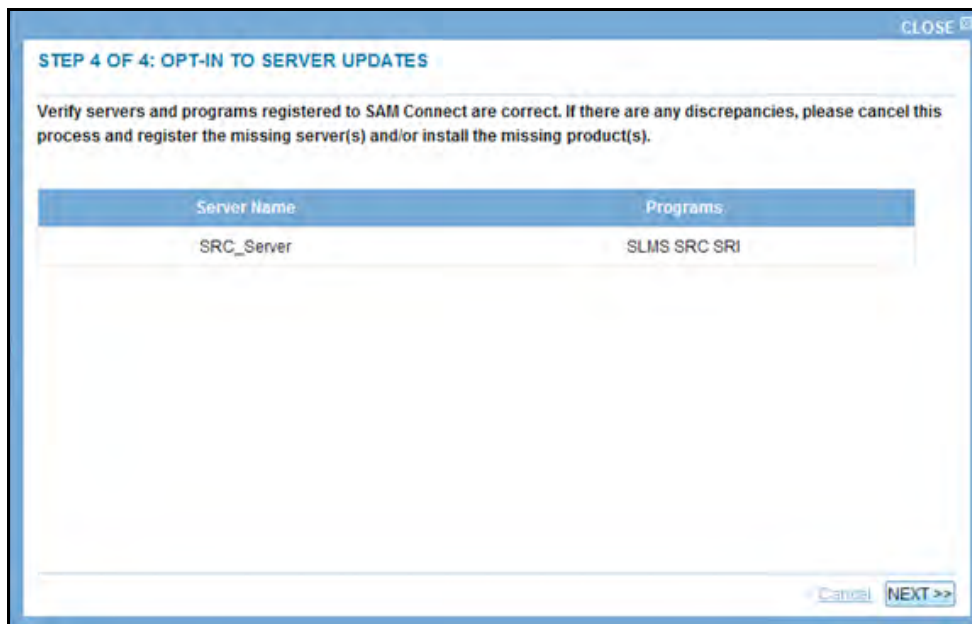 CLOSE
STEP 4 OF 4: OPT-IN TO SERVER UPDATES
Verify servers and programs registered to SAM Connect are correct. If there are any discrepancies, please cancel this
process and register the missing server(s) and/or install the missing product(s).
Server Name Programs
SRC_Server SLMS SRC SRI
Cancel NEXT >>